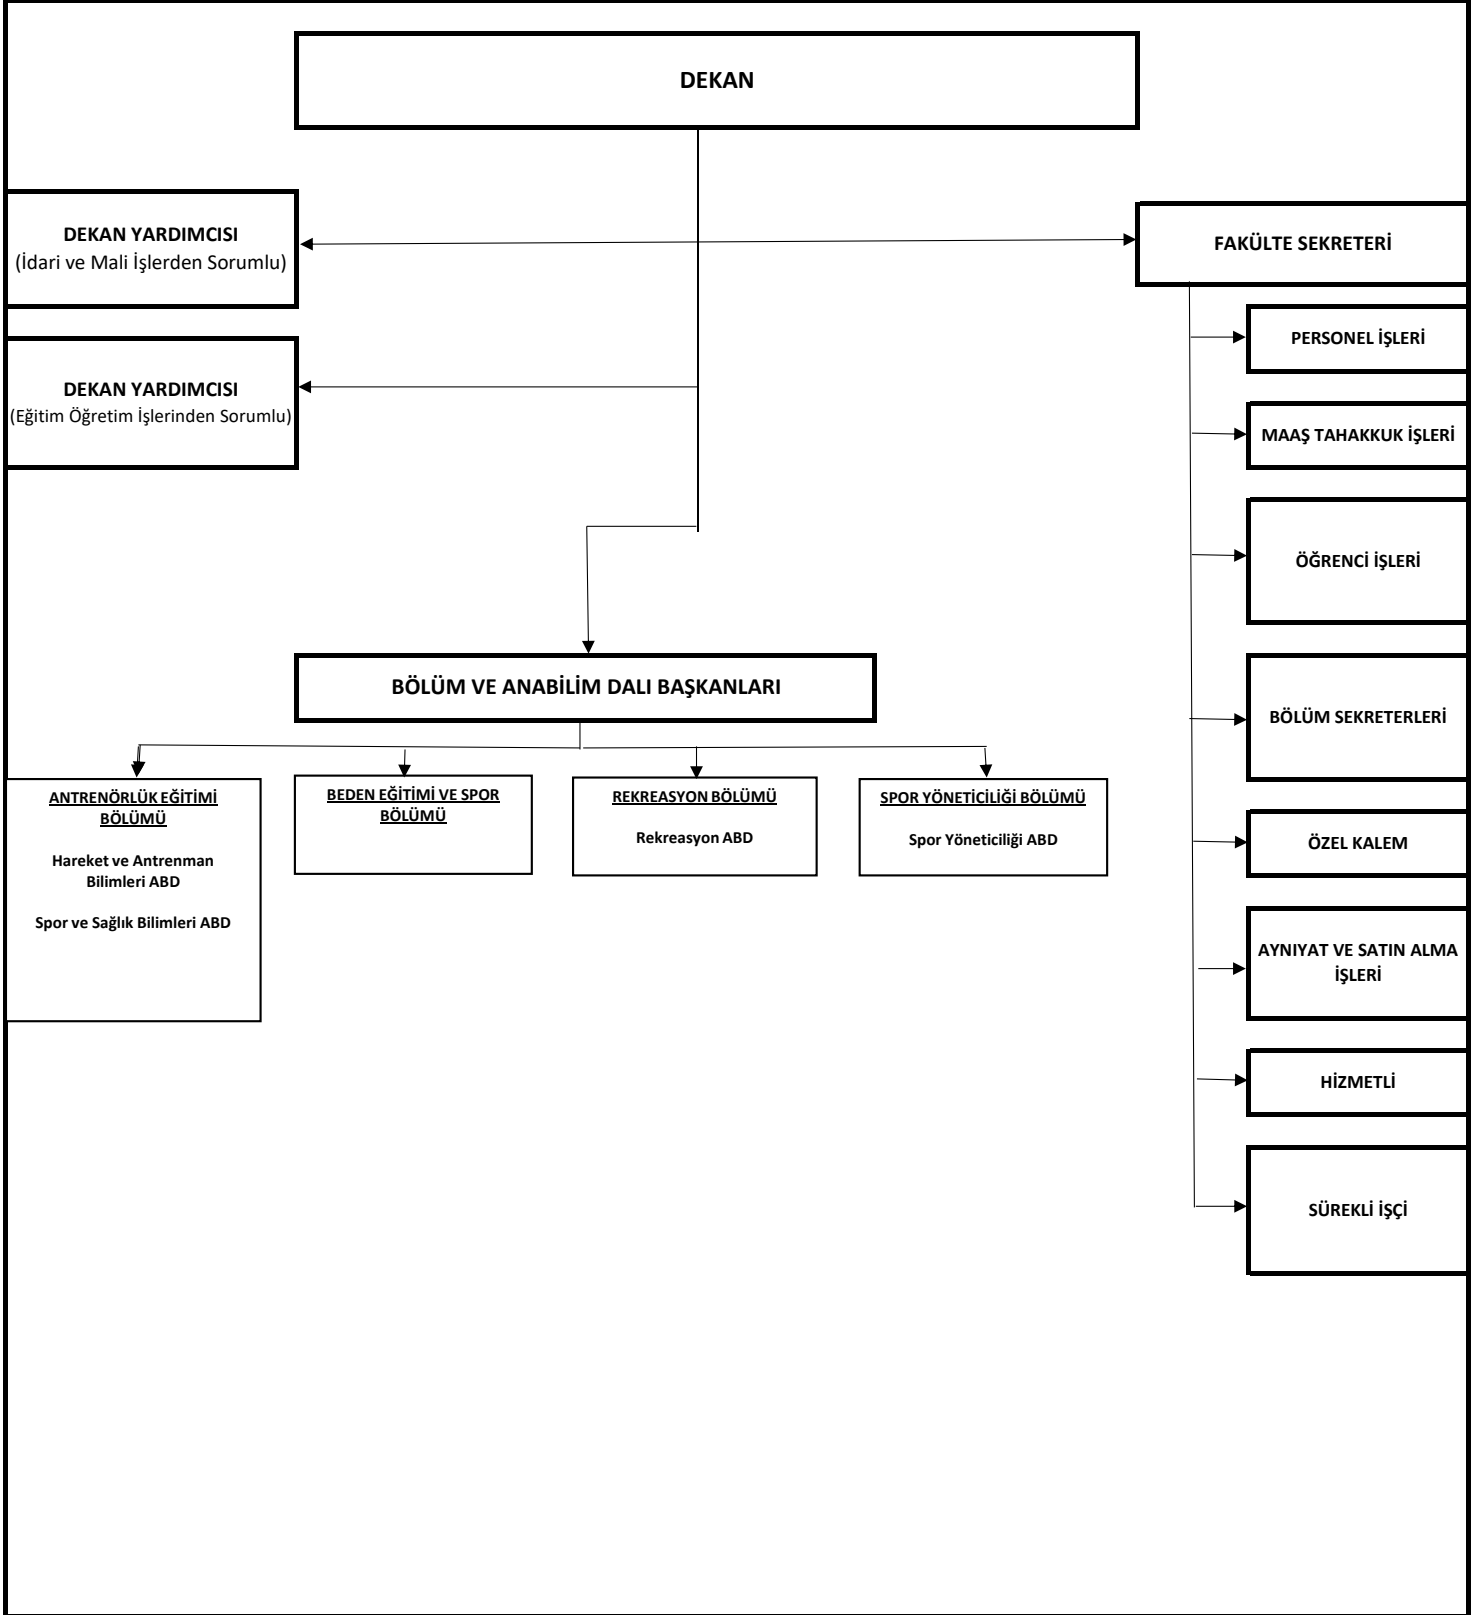 DEKAN
DEKAN YARDIMCISI
(İdari ve Mali İşlerden Sorumlu)
FAKÜLTE SEKRETERİ
PERSONEL İŞLERİ
DEKAN YARDIMCISI
(Eğitim Öğretim İşlerinden Sorumlu)
MAAŞ TAHAKKUK İŞLERİ
ÖĞRENCİ İŞLERİ
BÖLÜM VE ANABİLİM DALI BAŞKANLARI
BÖLÜM SEKRETERLERİ
ANTRENÖRLÜK EĞİTİMİ
BÖLÜMÜ
Hareket ve Antrenman
Bilimleri ABD
Spor ve Sağlık Bilimleri ABD
BEDEN EĞİTİMİ VE SPOR
BÖLÜMÜ
REKREASYON BÖLÜMÜ
Rekreasyon ABD
SPOR YÖNETİCİLİĞİ BÖLÜMÜ
Spor Yöneticiliği ABD
ÖZEL KALEM
AYNIYAT VE SATIN ALMA
İŞLERİ
HİZMETLİ
SÜREKLİ İŞÇİ